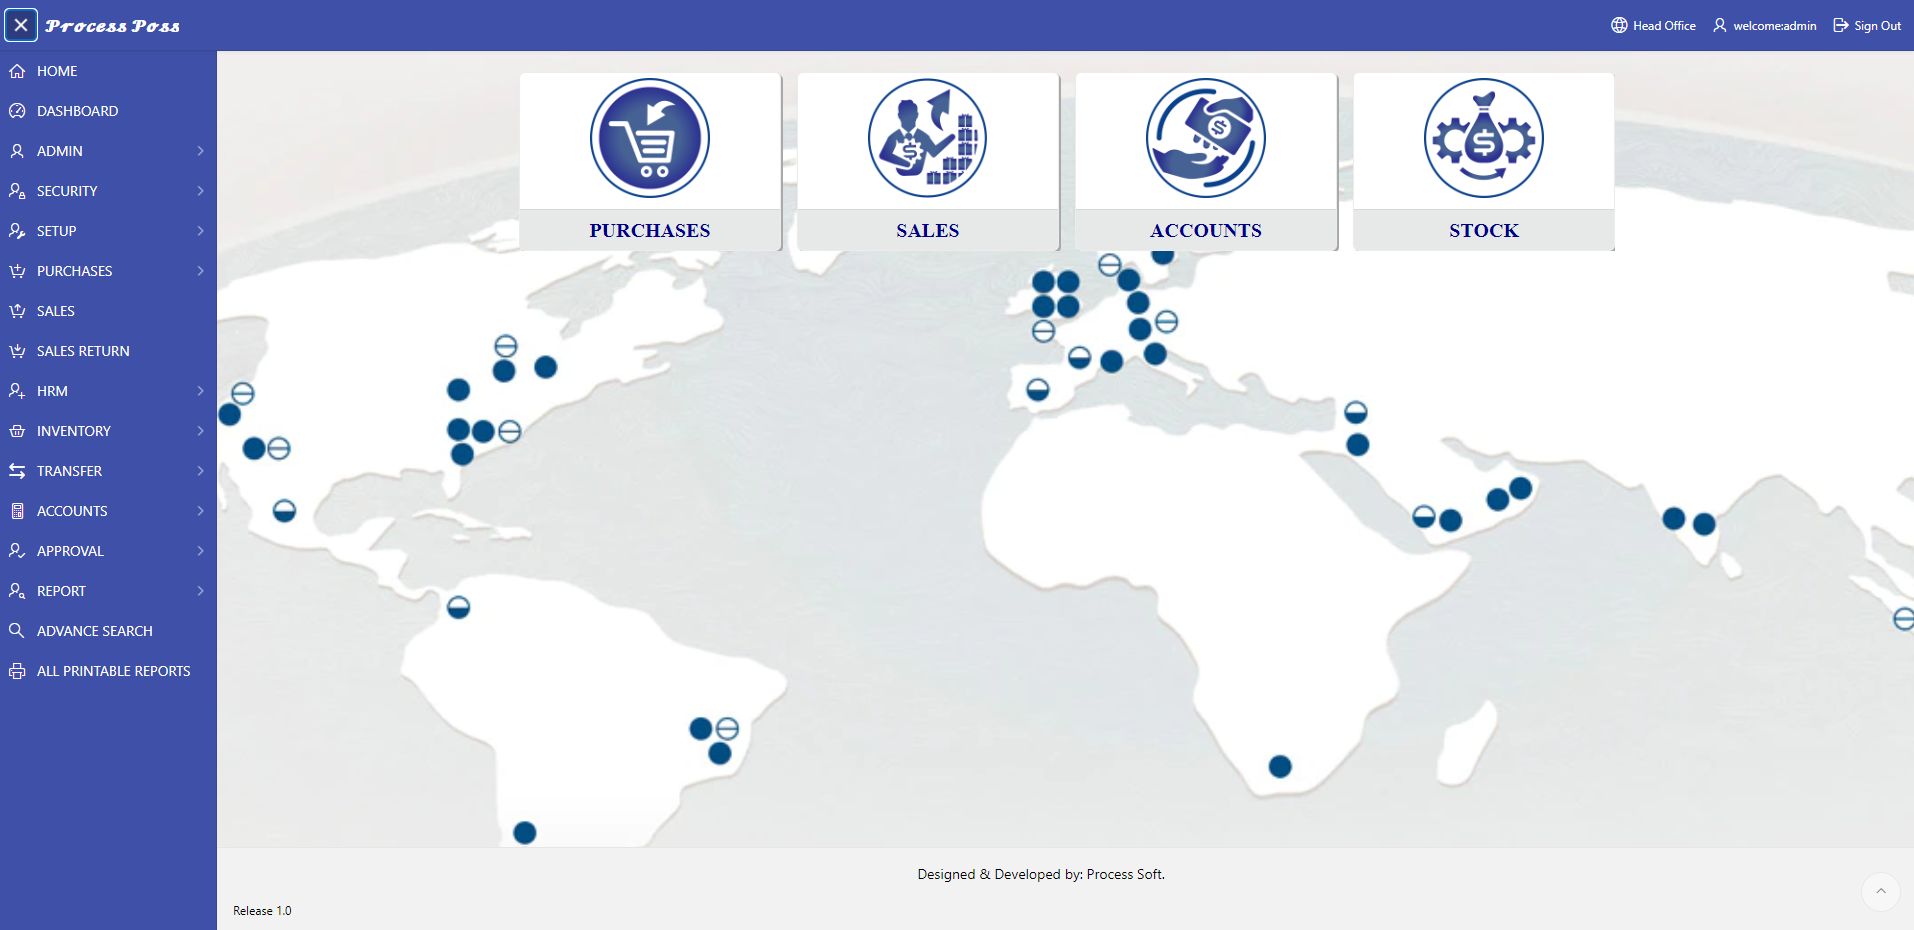 Process Poss
Head Office
welcome:admin
Sign Out
HOME
DASHBOARD
ADMIN
SECURITY
SETUP
PURCHASES
SALES
SALES RETURN
HRM
INVENTORY
TRANSFER
ACCOUNTS
APPROVAL
REPORT
ADVANCE SEARCH
ALL PRINTABLE REPORTS
PURCHASES
SALES
ACCOUNTS
STOCK
Designed & Developed by: Process Soft.
Release 1.0